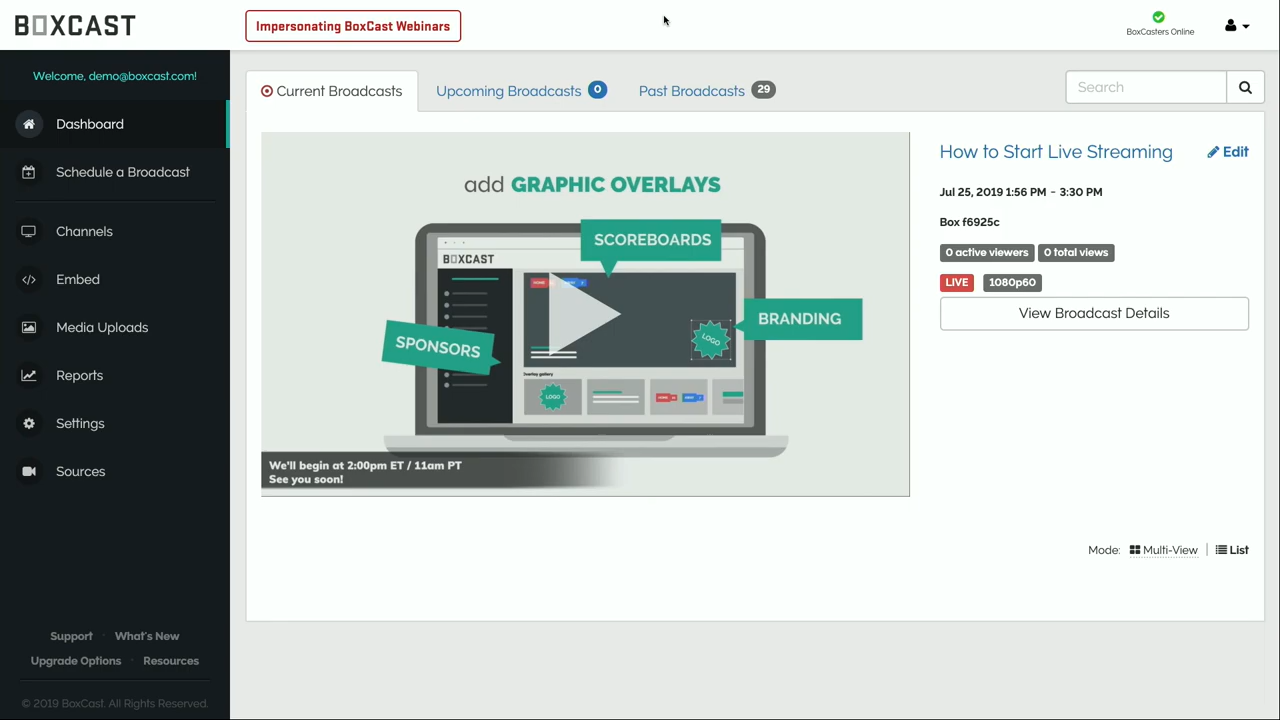 BOXCAST
Impersonating BoxCast Webinars
BoxCasters Online
Welcome, demo@boxcast.com!
Dashboard
Schedule a Broadcast
Channels
Embed
Media Uploads
Reports
Settings
Sources
Support · What's New
Upgrade Options · Resources
© 2019 BoxCast. All Rights Reserved.
Current Broadcasts
Upcoming Broadcasts 0
Past Broadcasts 29
Search
add GRAPHIC OVERLAYS
SCOREBOARDS
BOXCAST
HOME
BRANDING
SPONSORS
LOGO
Overlay gallery
LOGO
HOME
We'll begin at 2:00pm ET / 11am PT
See you soon!
How to Start Live Streaming
Edit
Jul 25, 2019 1:56 PM - 3:30 PM
Box f6925c
0 active viewers 0 total views
LIVE 1080p60
View Broadcast Details
Mode: Multi-View | List